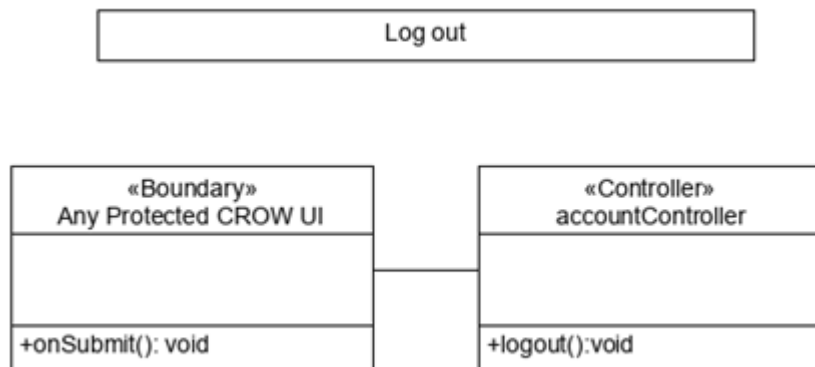 Log out
«Boundary»
Any Protected CROW UI
«Controller»
accountController
+onSubmit(): void
+logout():void